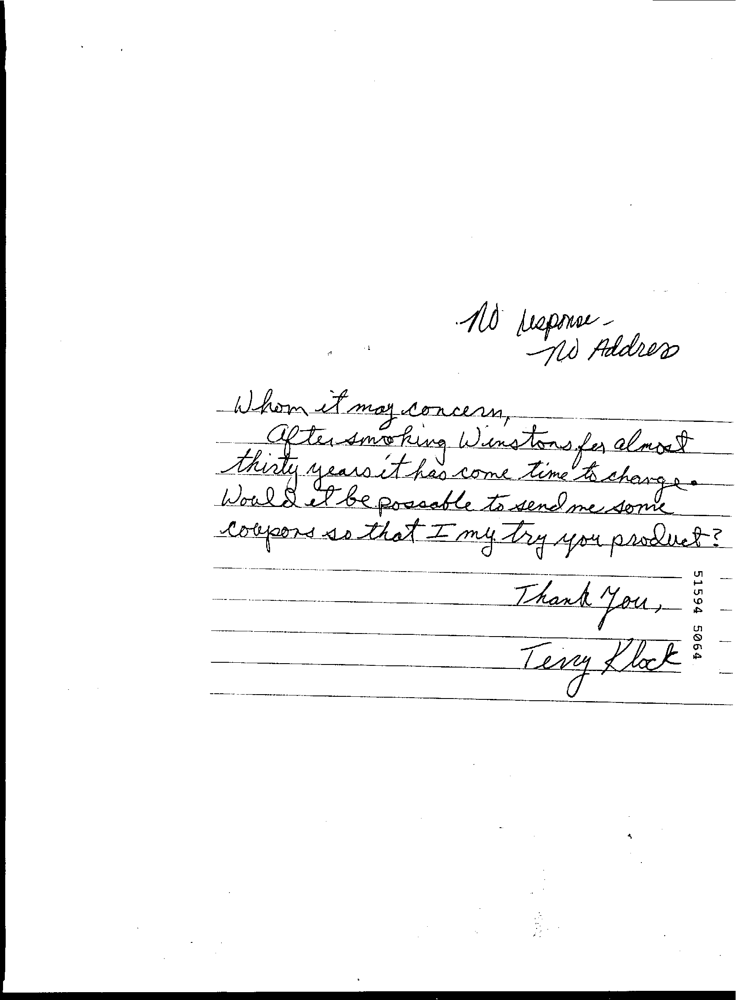 No response -
No Address
Whom it may concern,
After smoking Winstons for almost
thirty years it has come time to change.
Would it be possable to send me some
coupons so that I my try you product?
Thank You,
Terry Klock
51594 5064